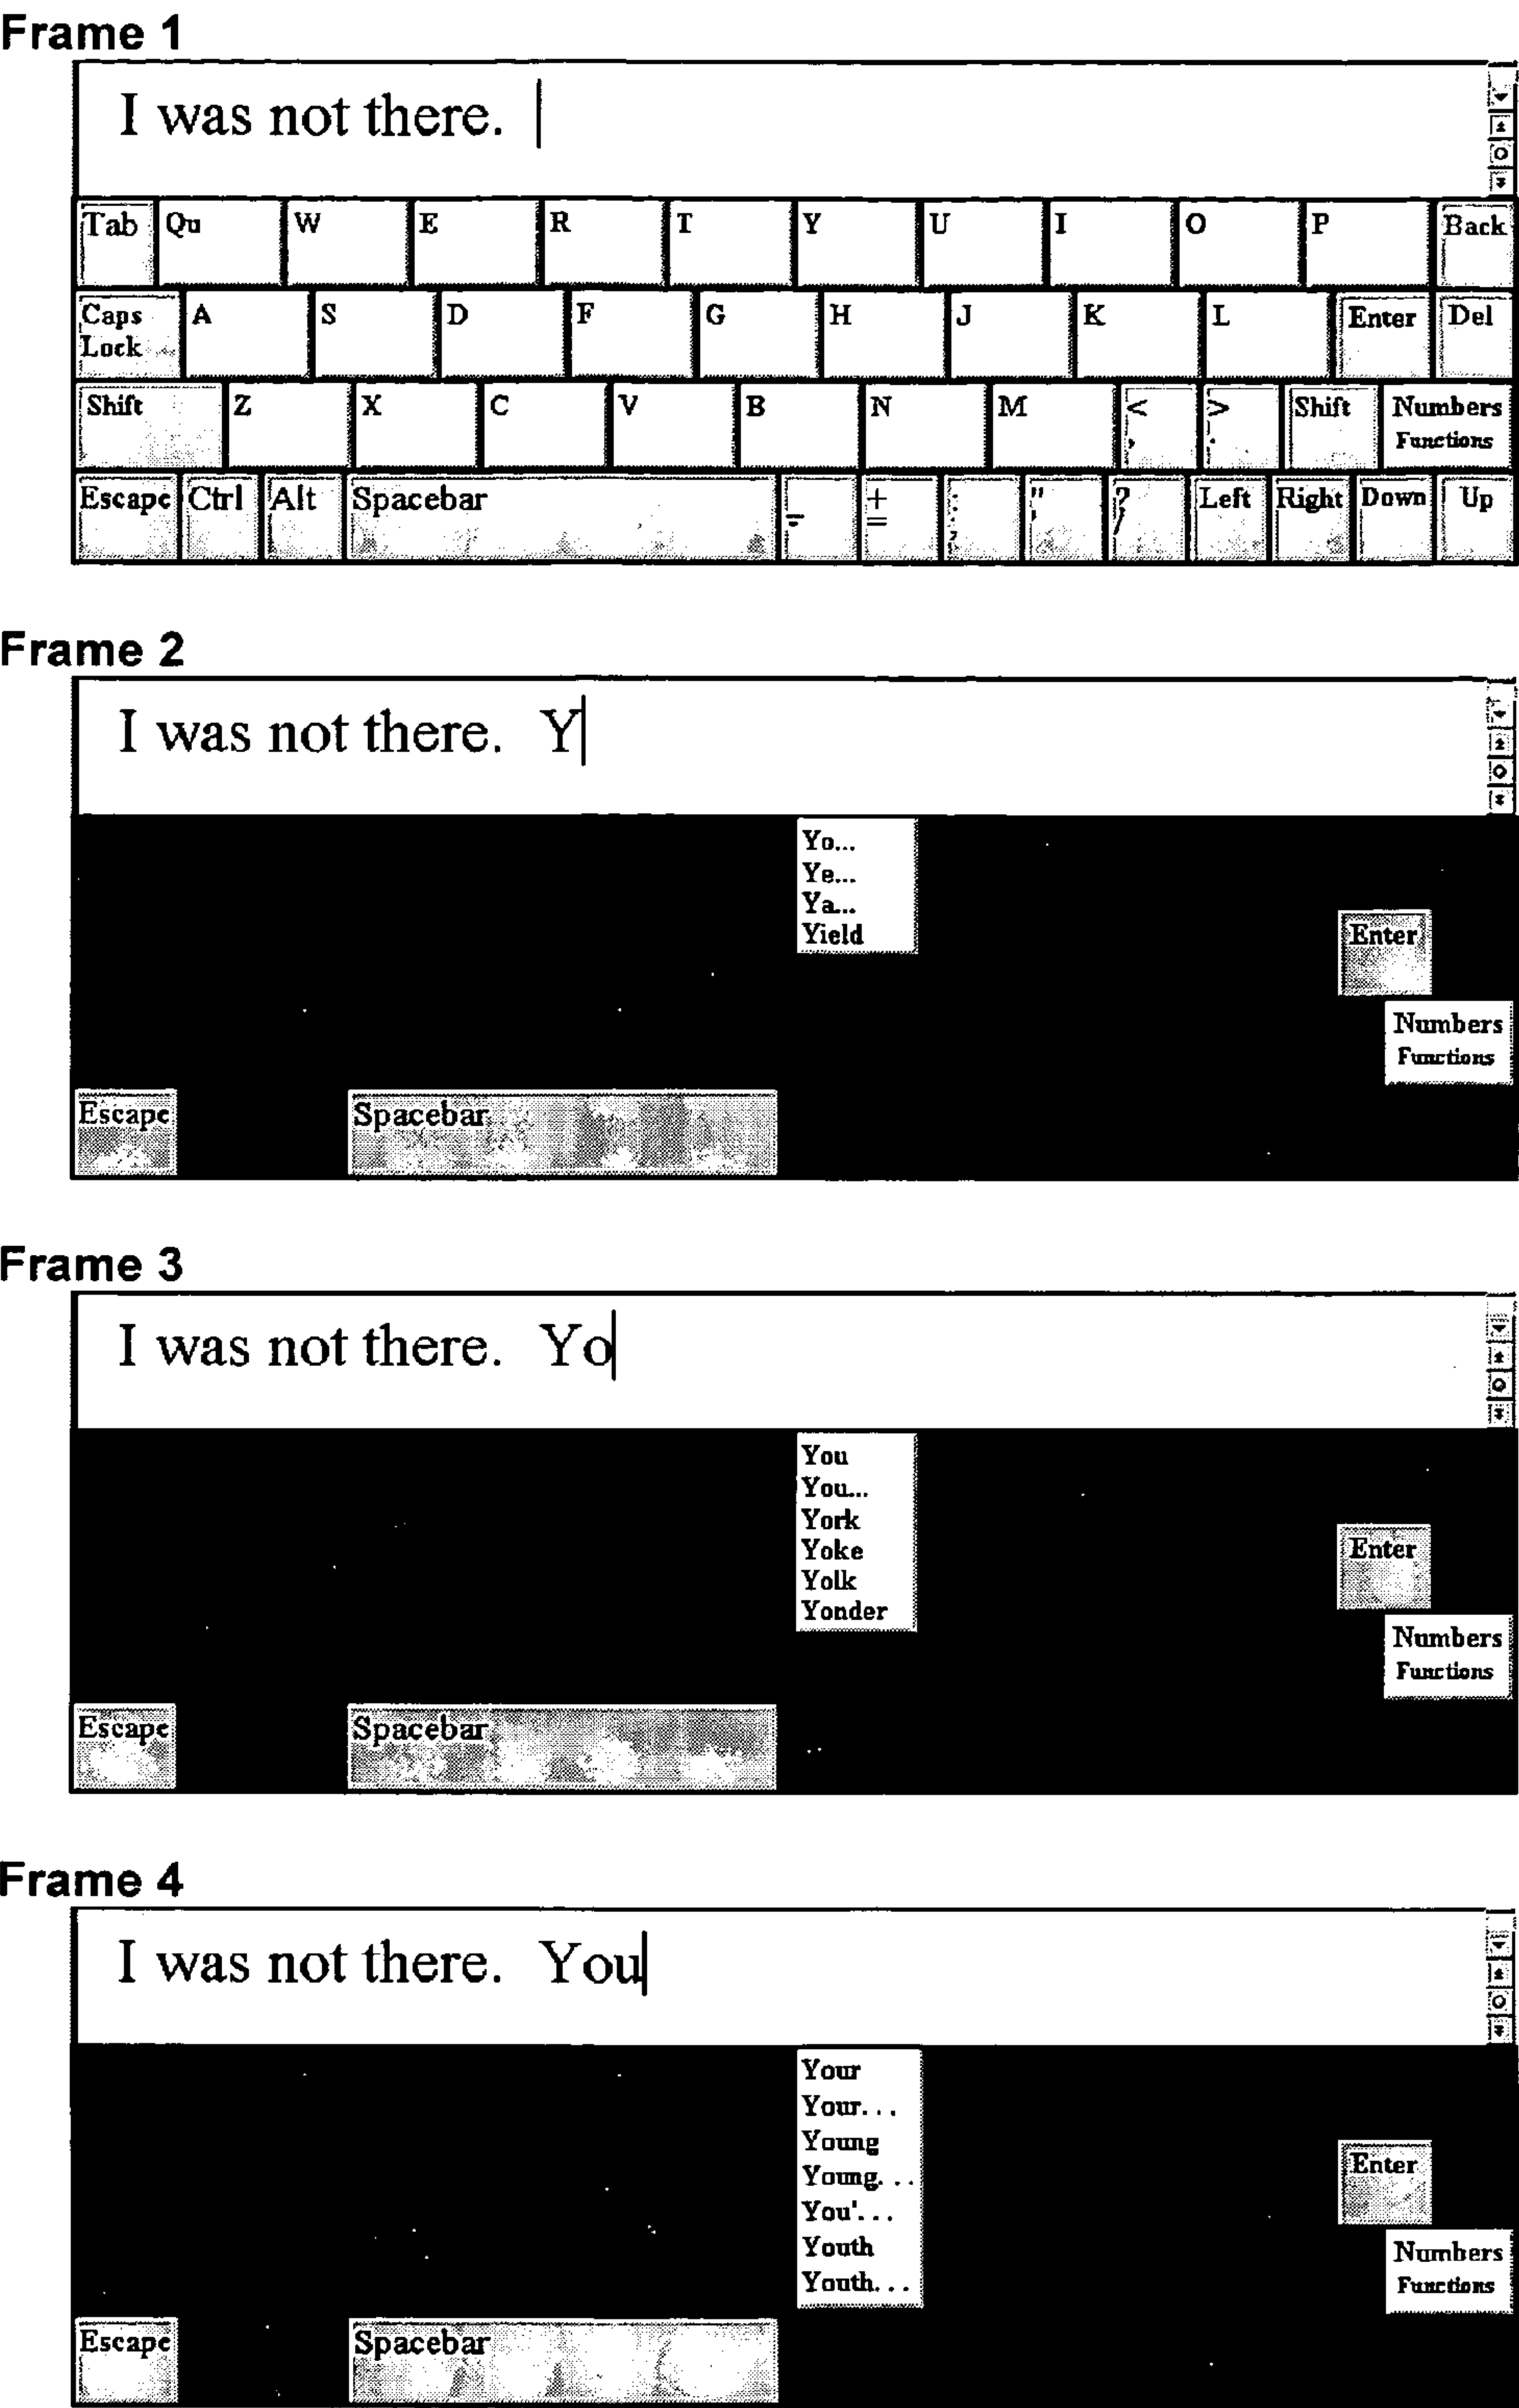 Frame 1
I was not there.
Tab Qu W E R T Y U I O P Back
Caps Lock A S D F G H J K L Enter Del
Shift Z X C V B N M < , > . Shift Numbers Functions
Escape Ctrl Alt Spacebar _ - + = : ; " ' ? / Left Right Down Up
Frame 2
I was not there. Y
Yo...
Ye...
Ya...
Yield
Enter
Numbers
Functions
Escape Spacebar
Frame 3
I was not there. Yo
You
You...
York
Yoke
Yolk
Yonder
Enter
Numbers
Functions
Escape Spacebar
Frame 4
I was not there. You
Your
Your...
Young
Young...
You'...
Youth
Youth...
Enter
Numbers
Functions
Escape Spacebar